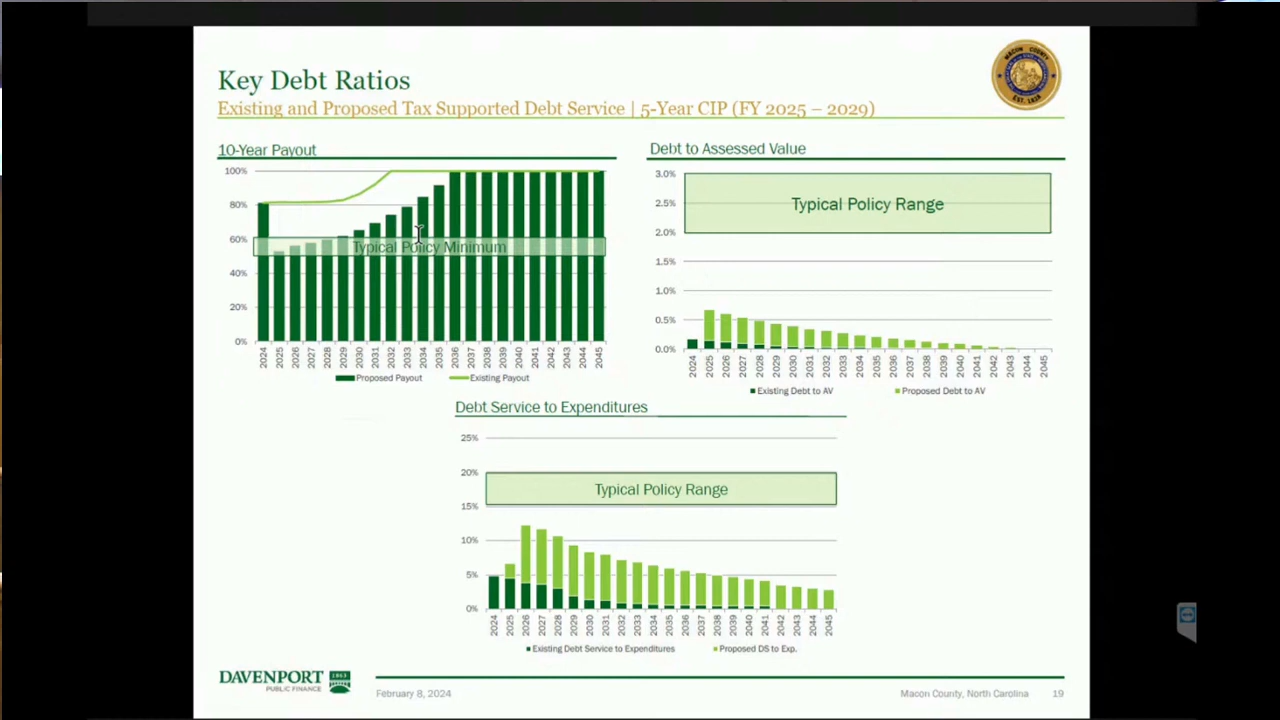 Key Debt Ratios
Existing and Proposed Tax Supported Debt Service | 5-Year CIP (FY 2025 – 2029)
MACON COUNTY
EST. 1828
10-Year Payout
100%
80%
60%
40%
20%
0%
Typical Policy Minimum
2024 2025 2026 2027 2028 2029 2030 2031 2032 2033 2034 2035 2036 2037 2038 2039 2040 2041 2042 2043 2044 2045
Proposed Payout Existing Payout
Debt to Assessed Value
3.0%
2.5%
2.0%
1.5%
1.0%
0.5%
0.0%
Typical Policy Range
2024 2025 2026 2027 2028 2029 2030 2031 2032 2033 2034 2035 2036 2037 2038 2039 2040 2041 2042 2043 2044 2045
Existing Debt to AV Proposed Debt to AV
Debt Service to Expenditures
25%
20%
15%
10%
5%
0%
Typical Policy Range
2024 2025 2026 2027 2028 2029 2030 2031 2032 2033 2034 2035 2036 2037 2038 2039 2040 2041 2042 2043 2044 2045
Existing Debt Service to Expenditures Proposed DS to Exp.
DAVENPORT
PUBLIC FINANCE
1863
February 8, 2024
Macon County, North Carolina 19